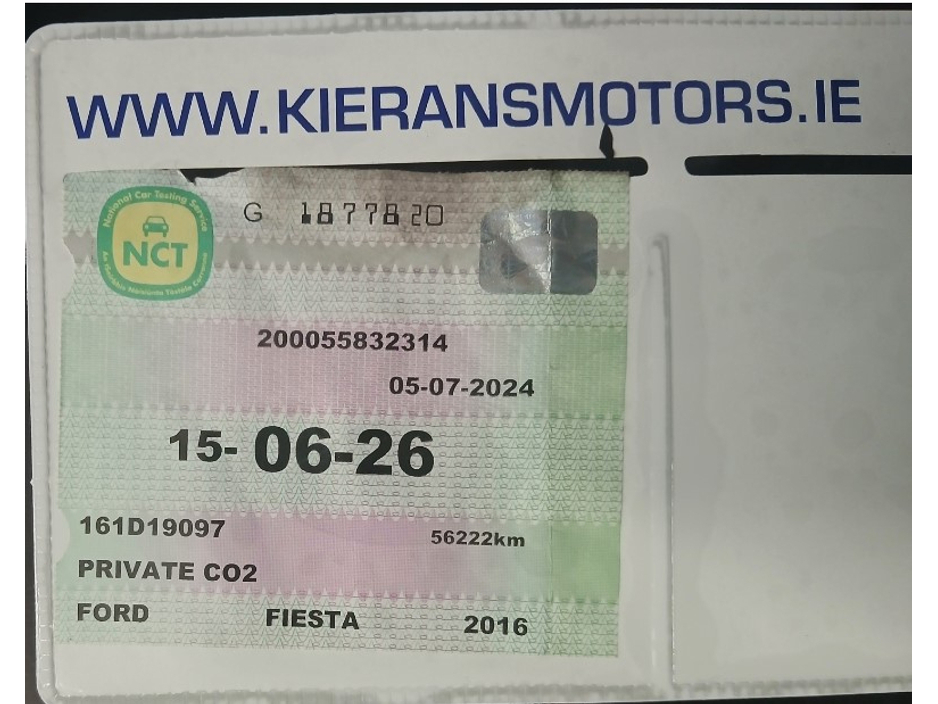 WWW.KIERANSMOTORS.IE
National Car Testing Service
NCT
G 1877820
200055832314
05-07-2024
15- 06-26
161D19097
56222km
PRIVATE CO2
FORD FIESTA 2016